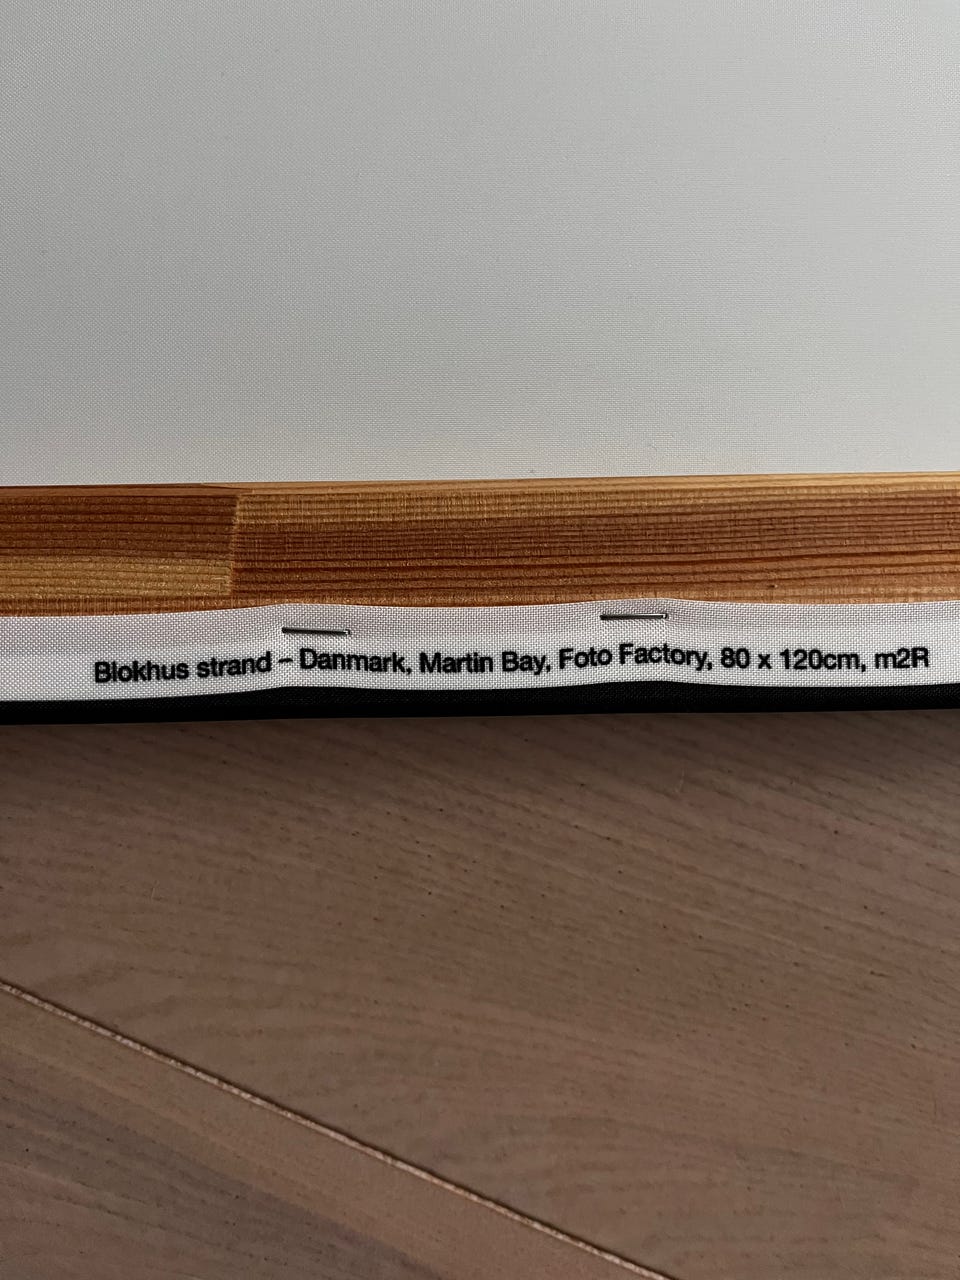 Blokhus strand – Danmark, Martin Bay, Foto Factory, 80 x 120cm, m2R